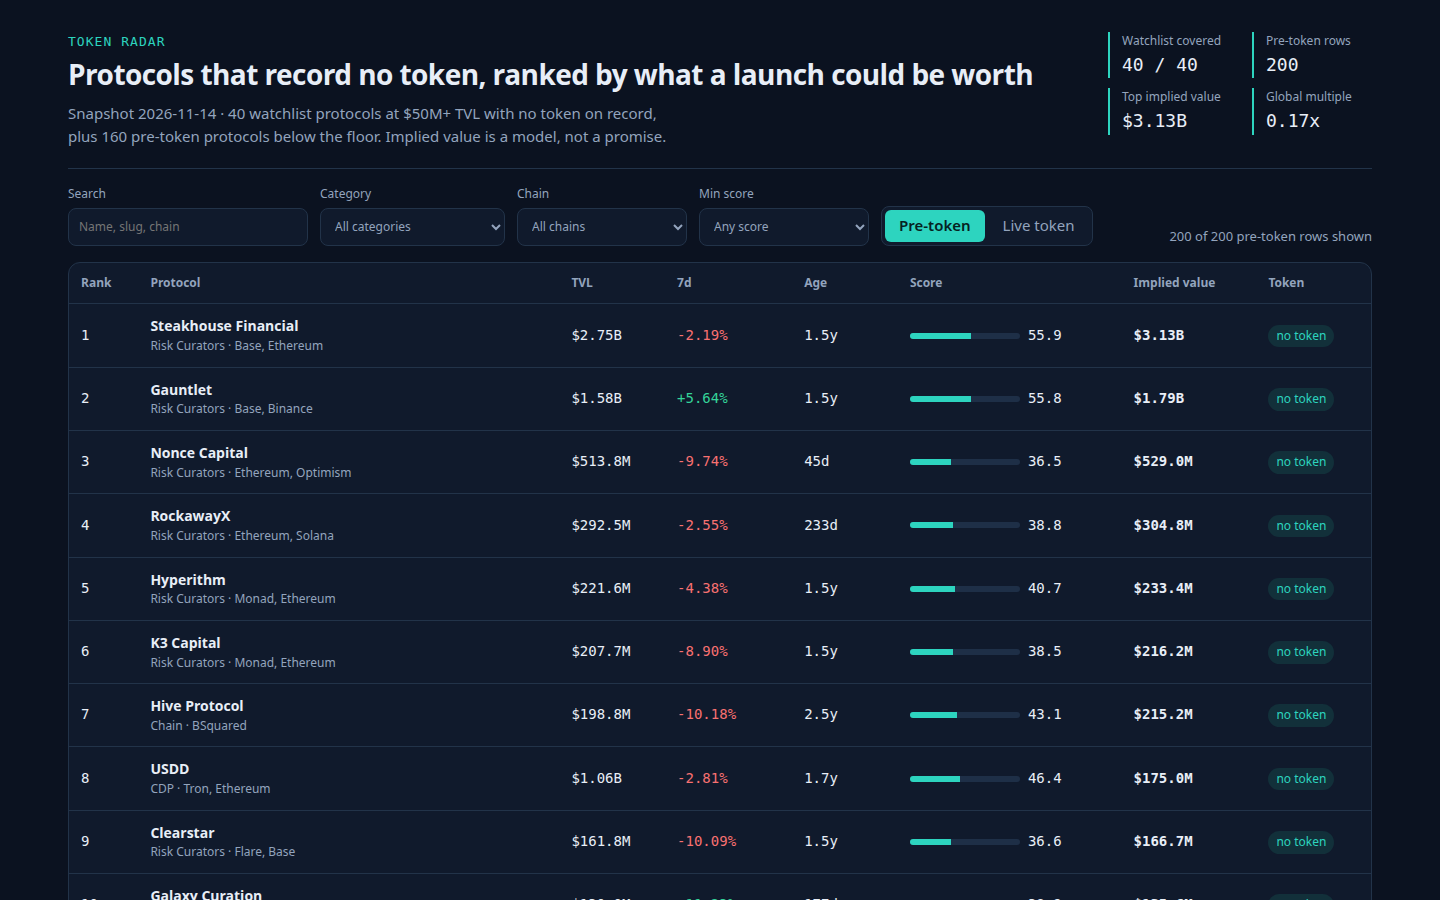 TOKEN RADAR
Protocols that record no token, ranked by what a launch could be worth
Snapshot 2026-11-14 · 40 watchlist protocols at $50M+ TVL with no token on record,
plus 160 pre-token protocols below the floor. Implied value is a model, not a promise.
Watchlist covered
40 / 40
Pre-token rows
200
Top implied value
$3.13B
Global multiple
0.17x
Search
Name, slug, chain
Category
All categories
Chain
All chains
Min score
Any score
Pre-token
Live token
200 of 200 pre-token rows shown
Rank Protocol TVL 7d Age Score Implied value Token
1 Steakhouse Financial $2.75B -2.19% 1.5y 55.9 $3.13B no token
Risk Curators · Base, Ethereum
2 Gauntlet $1.58B +5.64% 1.5y 55.8 $1.79B no token
Risk Curators · Base, Binance
3 Nonce Capital $513.8M -9.74% 45d 36.5 $529.0M no token
Risk Curators · Ethereum, Optimism
4 RockawayX $292.5M -2.55% 233d 38.8 $304.8M no token
Risk Curators · Ethereum, Solana
5 Hyperithm $221.6M -4.38% 1.5y 40.7 $233.4M no token
Risk Curators · Monad, Ethereum
6 K3 Capital $207.7M -8.90% 1.5y 38.5 $216.2M no token
Risk Curators · Monad, Ethereum
7 Hive Protocol $198.8M -10.18% 2.5y 43.1 $215.2M no token
Chain · BSquared
8 USDD $1.06B -2.81% 1.7y 46.4 $175.0M no token
CDP · Tron, Ethereum
9 Clearstar $161.8M -10.09% 1.5y 36.6 $166.7M no token
Risk Curators · Flare, Base
Galaxy Curation